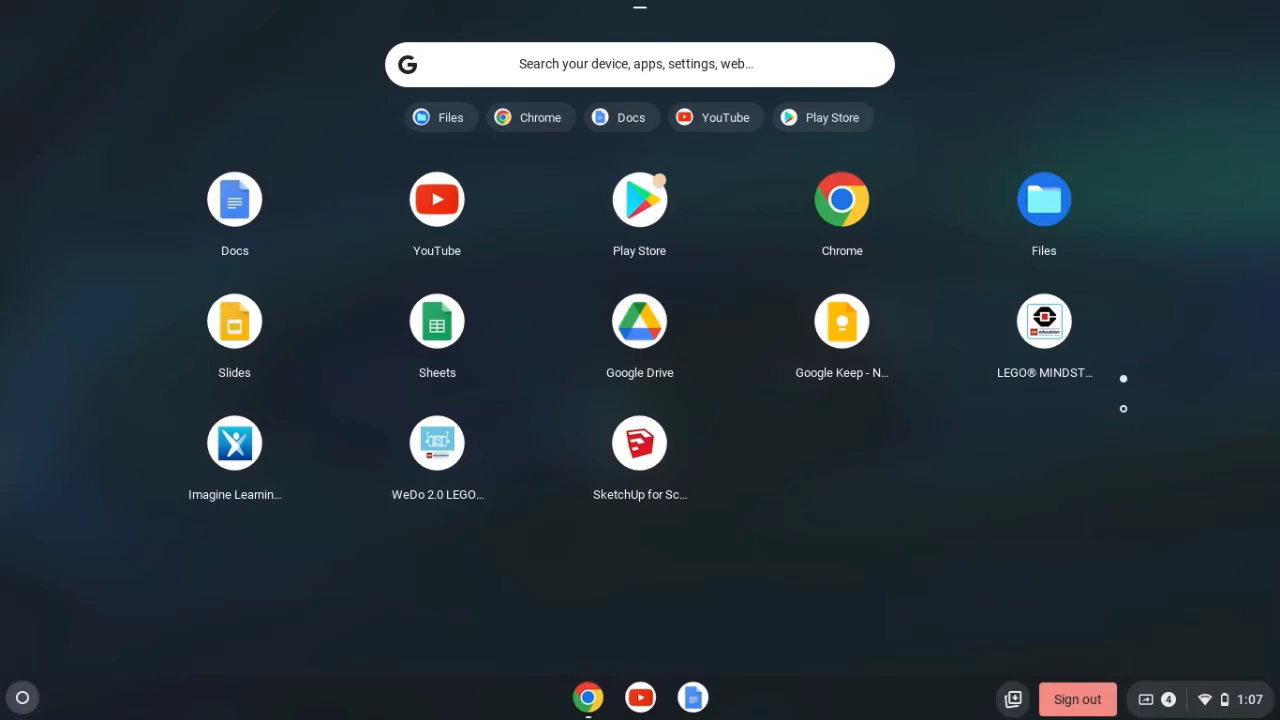 Search your device, apps, settings, web...
Files Chrome Docs YouTube Play Store
Docs YouTube Play Store Chrome Files
Slides Sheets Google Drive Google Keep - N... LEGO® MINDST...
Imagine Learnin... WeDo 2.0 LEGO... SketchUp for Sc...
Sign out 4 1:07